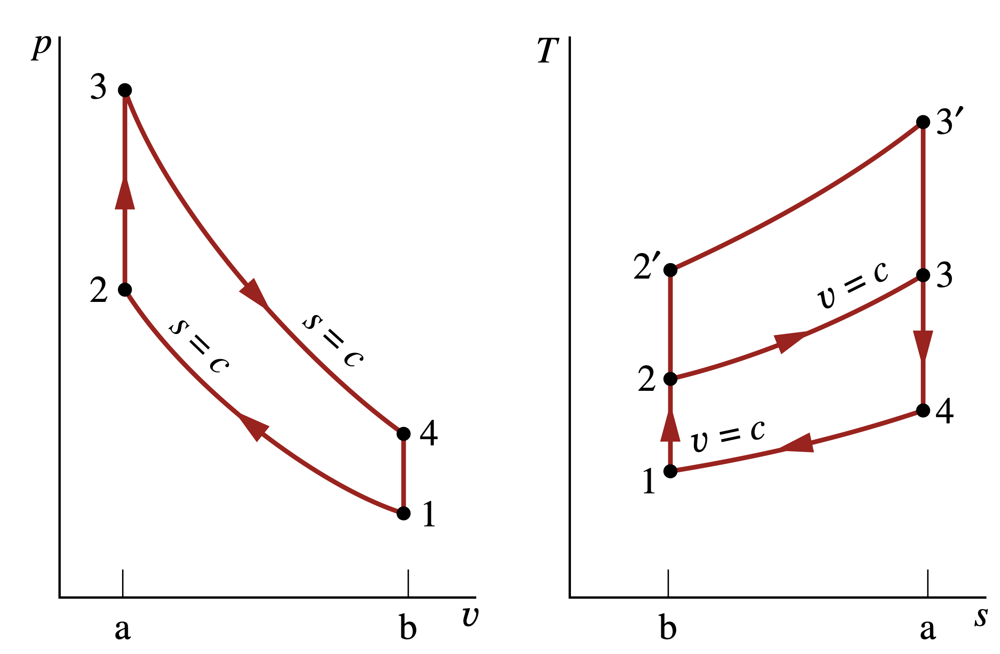 p
3
2
s = c
s = c
4
1
a
b
v
T
3′
2′
v = c
3
2
4
v = c
1
b
a
s